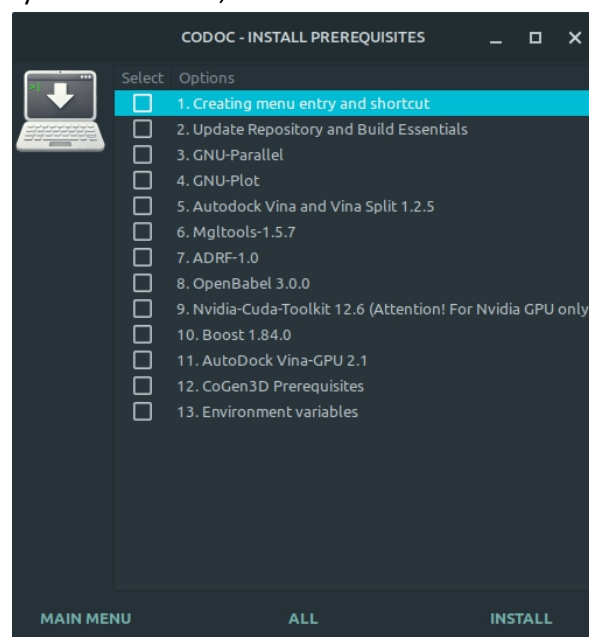 CODOC - INSTALL PREREQUISITES
Select Options
1. Creating menu entry and shortcut
2. Update Repository and Build Essentials
3. GNU-Parallel
4. GNU-Plot
5. Autodock Vina and Vina Split 1.2.5
6. Mgltools-1.5.7
7. ADRF-1.0
8. OpenBabel 3.0.0
9. Nvidia-Cuda-Toolkit 12.6 (Attention! For Nvidia GPU only
10. Boost 1.84.0
11. AutoDock Vina-GPU 2.1
12. CoGen3D Prerequisites
13. Environment variables
MAIN MENU ALL INSTALL